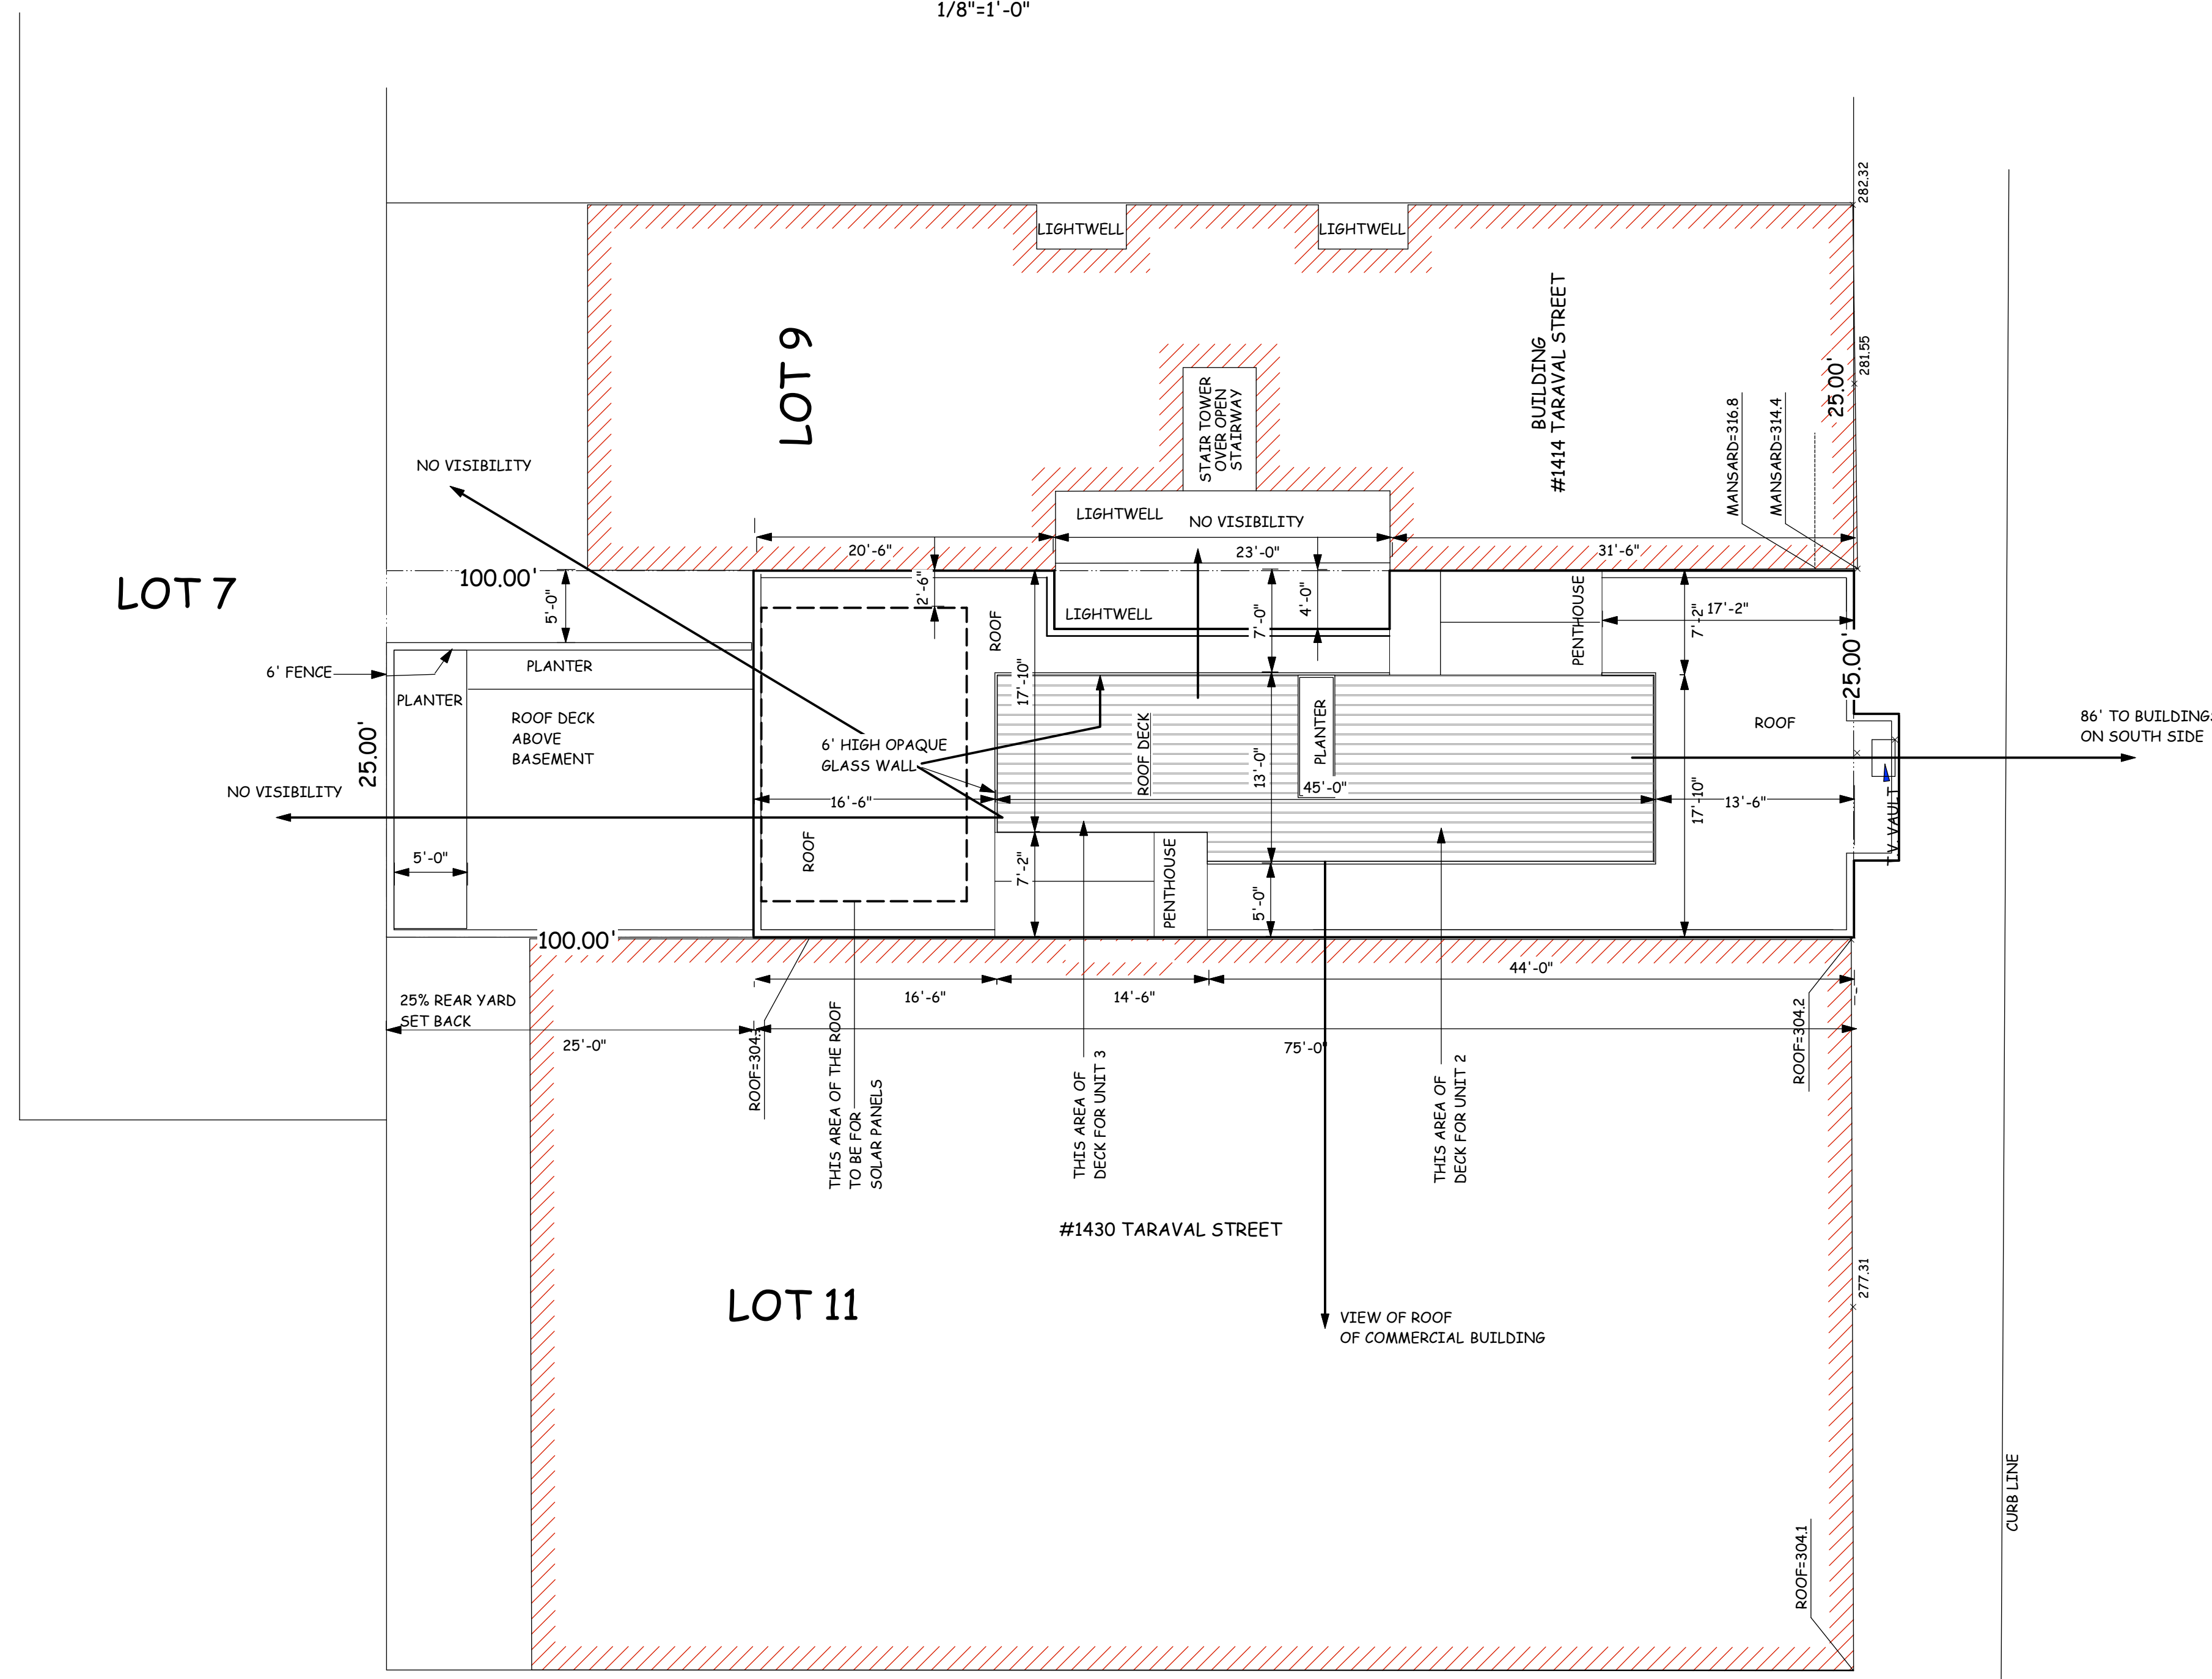 1/8"=1'-0"
282.32
LIGHTWELL
LIGHTWELL
LOT 9
BUILDING
#1414 TARAVAL STREET
281.55
25.00'
STAIR TOWER
OVER OPEN
STAIRWAY
MANSARD=316.8
MANSARD=314.4
NO VISIBILITY
LIGHTWELL
NO VISIBILITY
20'-6"
23'-0"
31'-6"
LOT 7
100.00'
5'-0"
2'-6"
ROOF
LIGHTWELL
7'-0"
4'-0"
PENTHOUSE
17'-2"
7'-2"
25.00'
6' FENCE
PLANTER
PLANTER
17'-10"
ROOF DECK
ABOVE
BASEMENT
25.00'
6' HIGH OPAQUE
GLASS WALL
ROOF DECK
13'-0"
PLANTER
ROOF
86' TO BUILDING
ON SOUTH SIDE
NO VISIBILITY
16'-6"
45'-0"
17'-10"
13'-6"
T.V. VAULT
5'-0"
ROOF
7'-2"
PENTHOUSE
5'-0"
100.00'
25% REAR YARD
SET BACK
16'-6"
14'-6"
44'-0"
25'-0"
75'-0"
ROOF=304.
ROOF=304.2
THIS AREA OF THE ROOF
TO BE FOR
SOLAR PANELS
THIS AREA OF
DECK FOR UNIT 3
THIS AREA OF
DECK FOR UNIT 2
#1430 TARAVAL STREET
LOT 11
277.31
VIEW OF ROOF
OF COMMERCIAL BUILDING
CURB LINE
ROOF=304.1